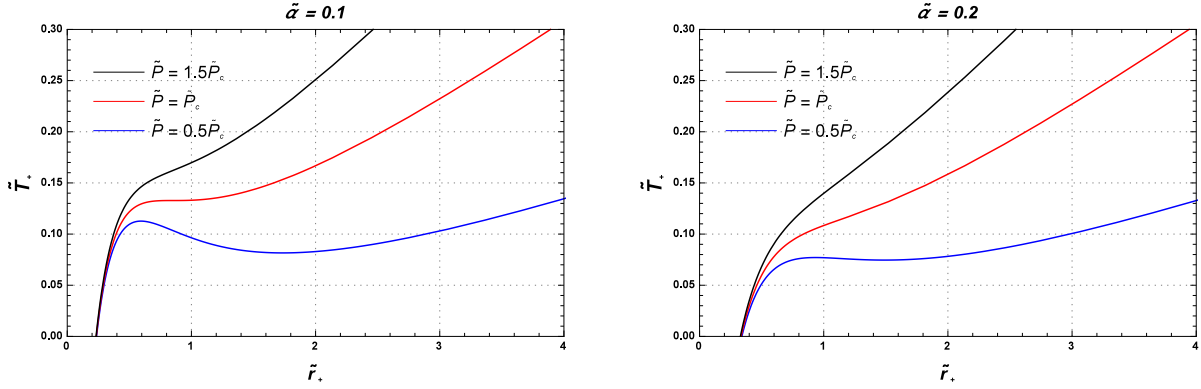 α̃ = 0.1
0.30
0.25
0.20
0.15
0.10
0.05
0.00
P̃ = 1.5P̃c
P̃ = P̃c
P̃ = 0.5P̃c
T̃+
0 1 2 3 4
r̃+
α̃ = 0.2
0.30
0.25
0.20
0.15
0.10
0.05
0.00
P̃ = 1.5P̃c
P̃ = P̃c
P̃ = 0.5P̃c
T̃+
0 1 2 3 4
r̃+